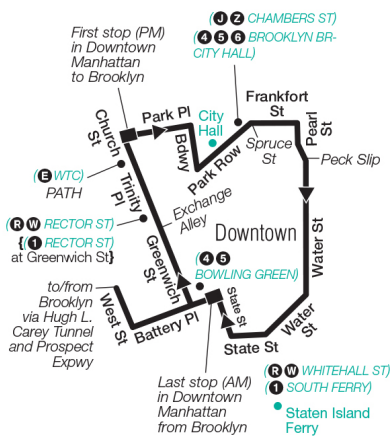 (J Z CHAMBERS ST)
(4 5 6 BROOKLYN BR-
CITY HALL)
First stop (PM)
in Downtown
Manhattan
to Brooklyn
Church
St
Park Pl
Bdwy
City
Hall
Park Row
Frankfort
St
Spruce
St
Pearl
St
Peck Slip
(E WTC)
PATH
Trinity
Pl
Exchange
Alley
(R W RECTOR ST)
{(1 RECTOR ST)
at Greenwich St}
Greenwich
St
Downtown
Water St
(4 5
BOWLING GREEN)
to/from
Brooklyn
via Hugh L.
Carey Tunnel
and Prospect
Expwy
West St
Battery Pl
State St
State St
Water
St
Last stop (AM)
in Downtown
Manhattan
from Brooklyn
(R W WHITEHALL ST)
(1 SOUTH FERRY)
Staten Island
Ferry